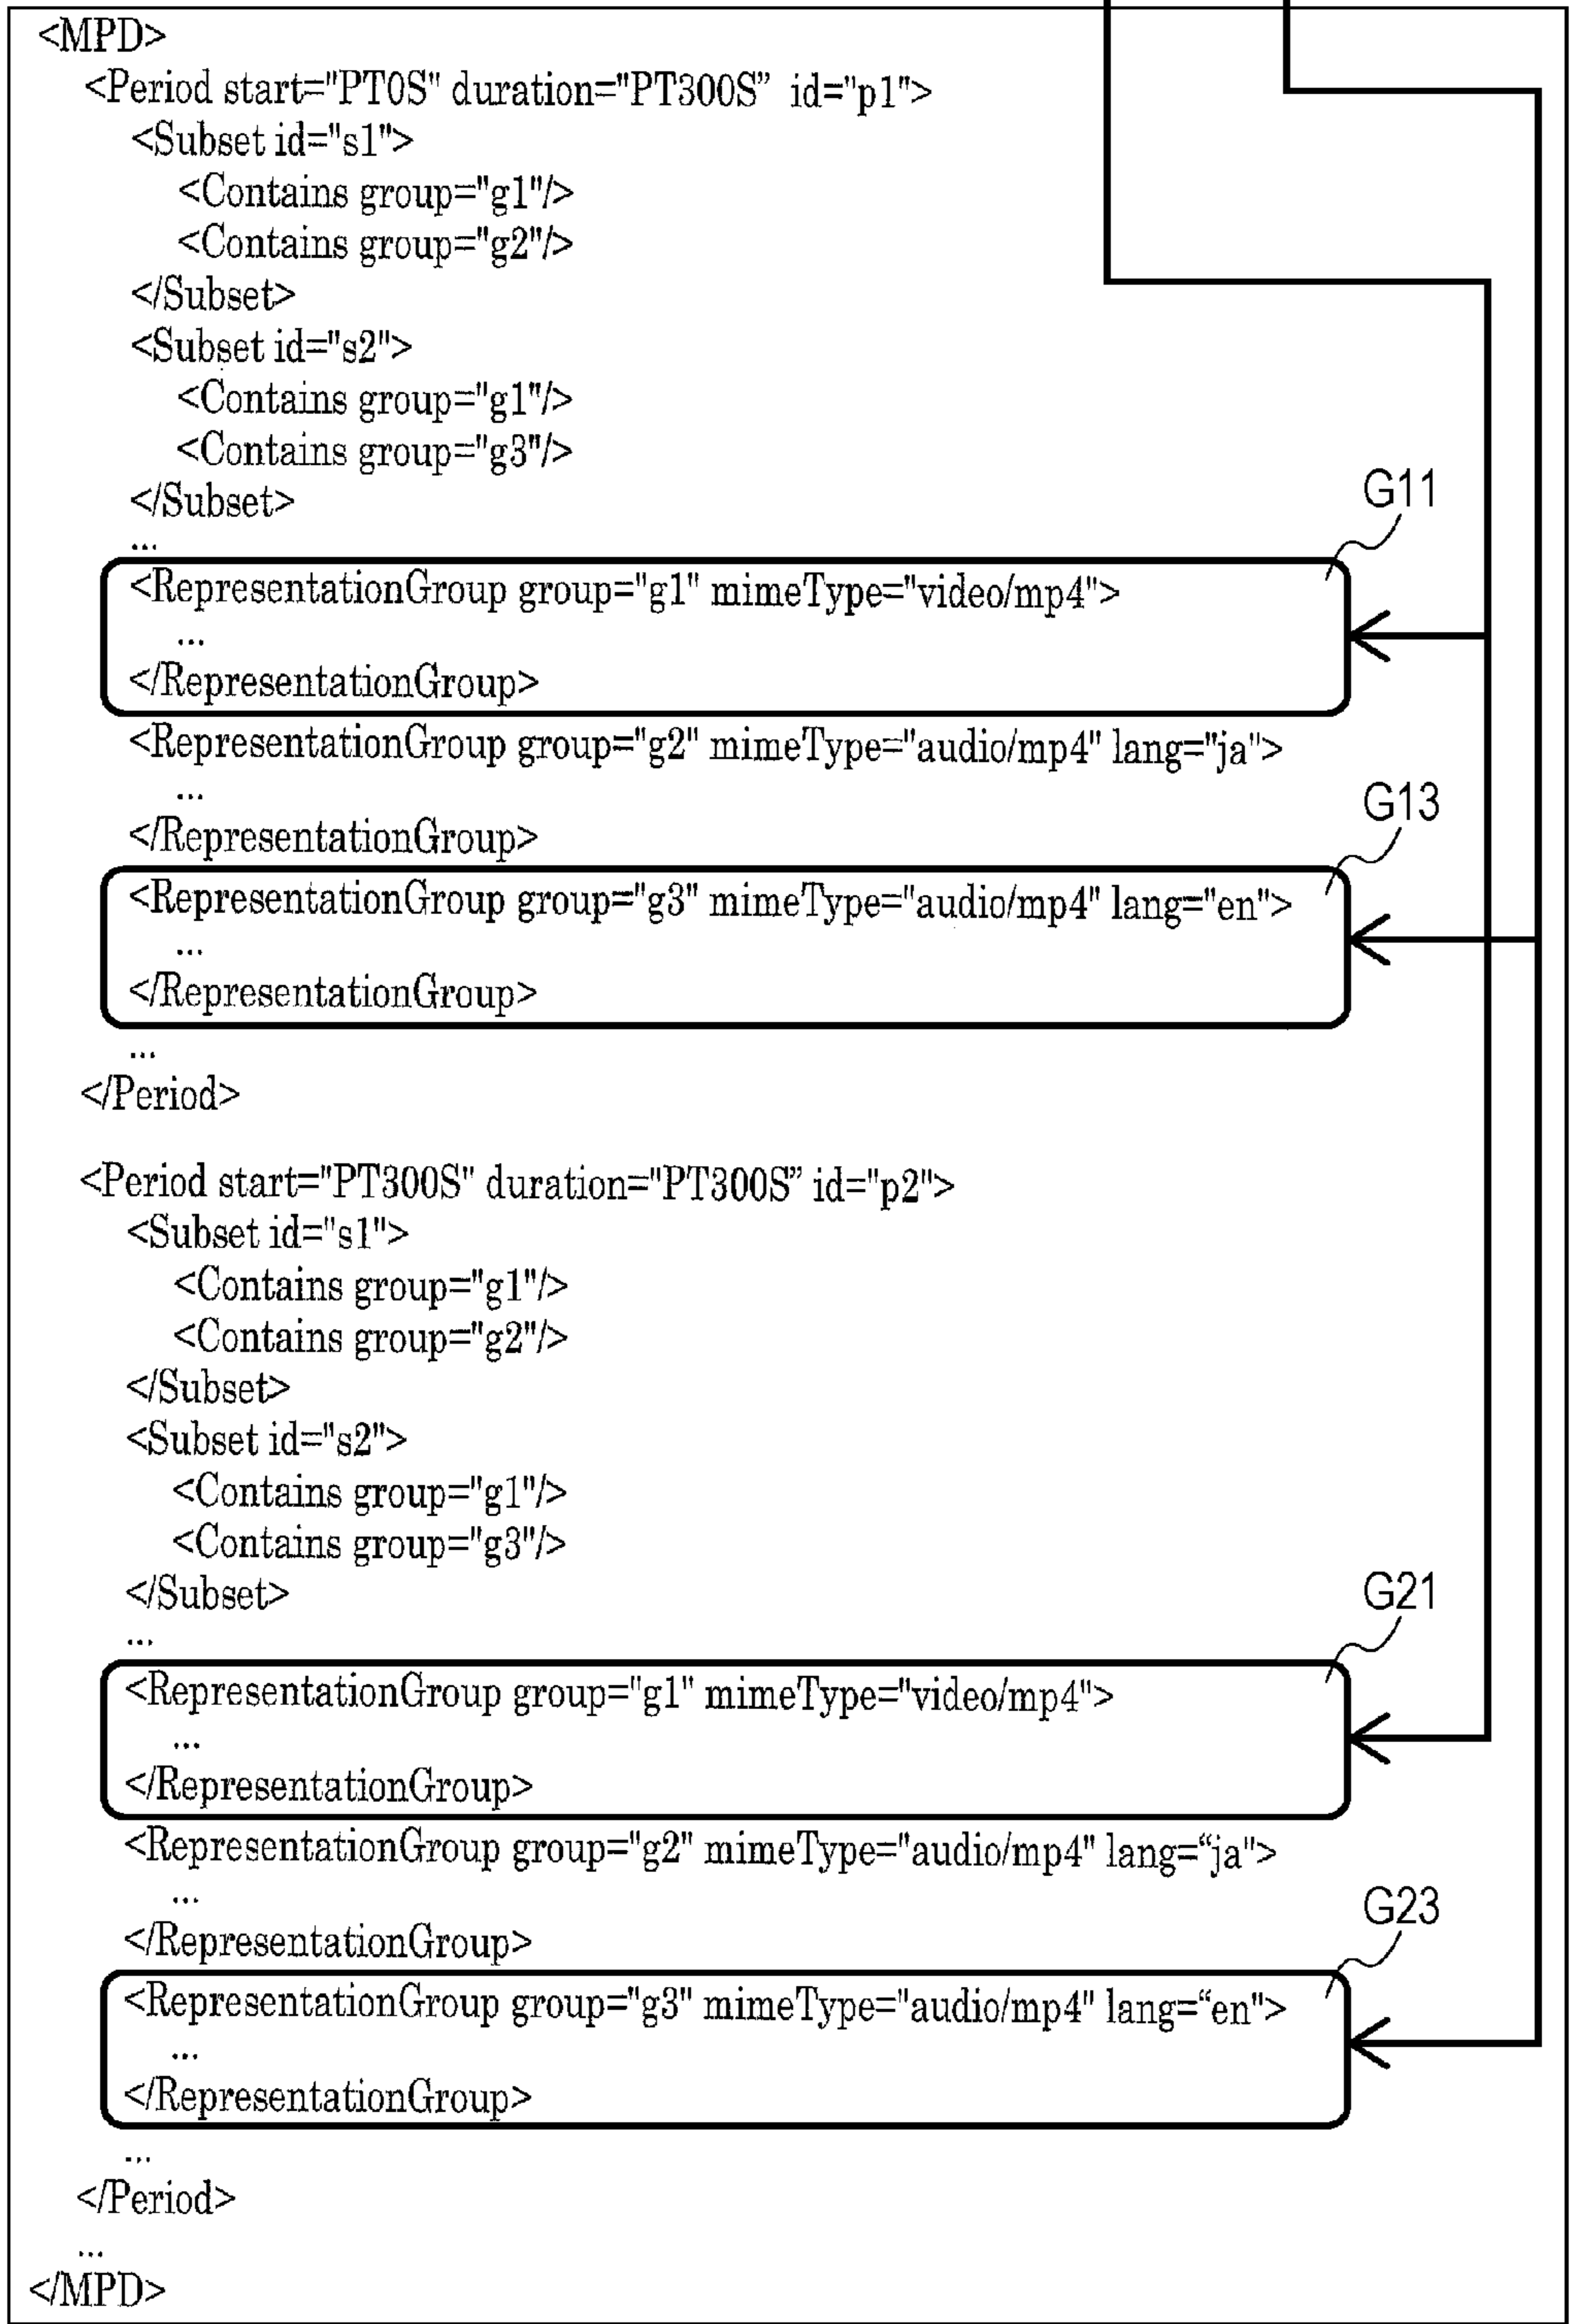 <MPD>
<Period start="PT0S" duration="PT300S” id="p1">
<Subset id="s1">
<Contains group="g1"/>
<Contains group="g2"/>
</Subset>
<Subset id="s2">
<Contains group="g1"/>
<Contains group="g3"/>
</Subset>
...
G11
<RepresentationGroup group="g1" mimeType="video/mp4">
...
</RepresentationGroup>
<RepresentationGroup group="g2" mimeType="audio/mp4" lang="ja">
...
</RepresentationGroup>
G13
<RepresentationGroup group="g3" mimeType="audio/mp4" lang="en">
...
</RepresentationGroup>
...
</Period>
<Period start="PT300S" duration="PT300S” id="p2">
<Subset id="s1">
<Contains group="g1"/>
<Contains group="g2"/>
</Subset>
<Subset id="s2">
<Contains group="g1"/>
<Contains group="g3"/>
</Subset>
...
G21
<RepresentationGroup group="g1" mimeType="video/mp4">
...
</RepresentationGroup>
<RepresentationGroup group="g2" mimeType="audio/mp4" lang=“ja">
...
</RepresentationGroup>
G23
<RepresentationGroup group="g3" mimeType="audio/mp4" lang=“en">
...
</RepresentationGroup>
...
</Period>
...
</MPD>